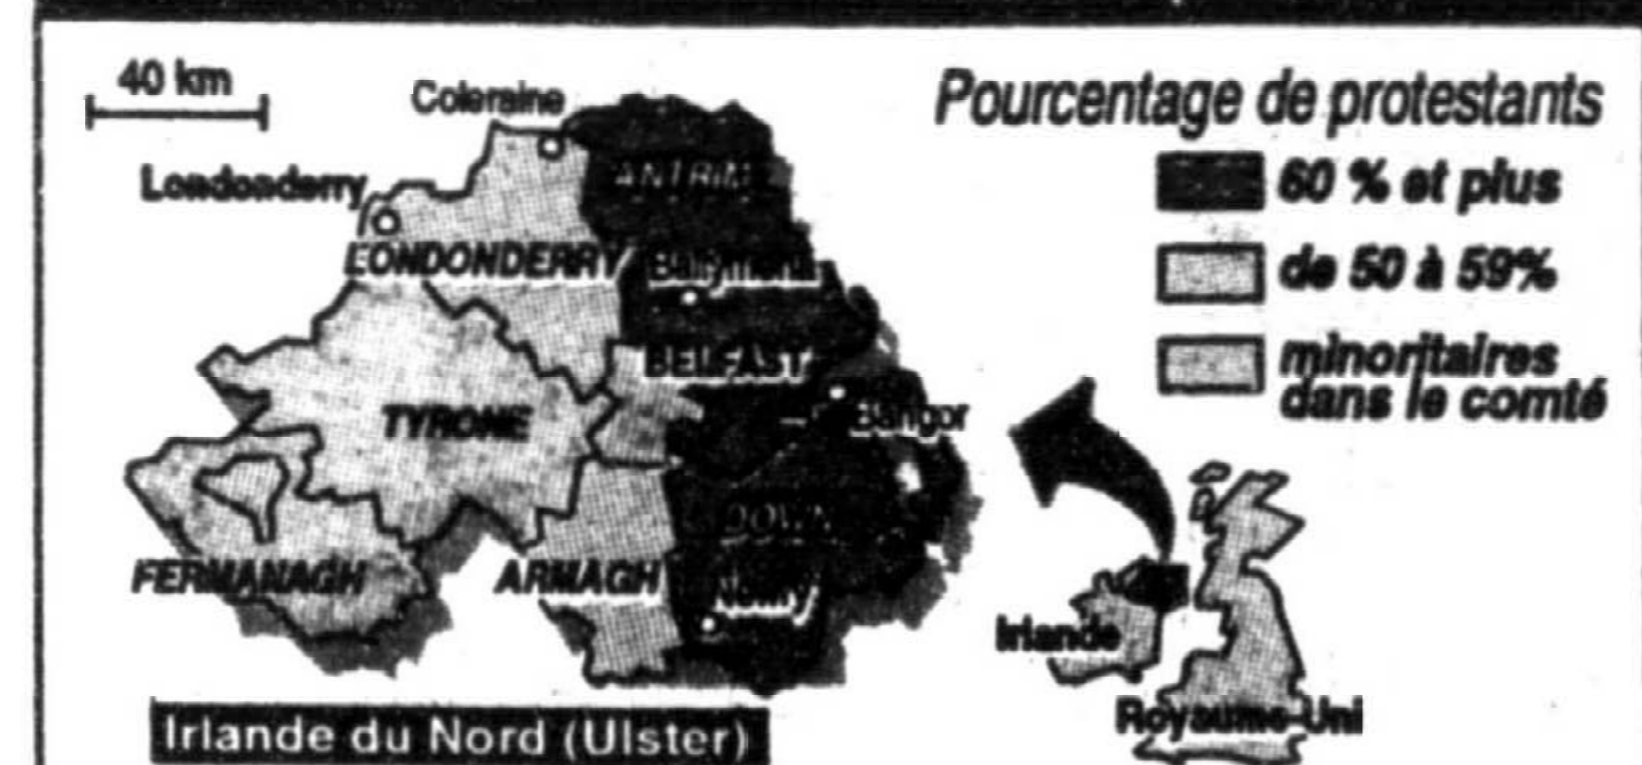 40 km
Coleraine
Londonderry
LONDONDERRY
ANTRIM
Ballymena
BELFAST
Bangor
TYRONE
DOWN
FERMANAGH
ARMAGH
Newry
Irlande du Nord (Ulster)
Pourcentage de protestants
60 % et plus
de 50 à 59%
minoritaires
dans le comté
Irlande
Royaume-Uni